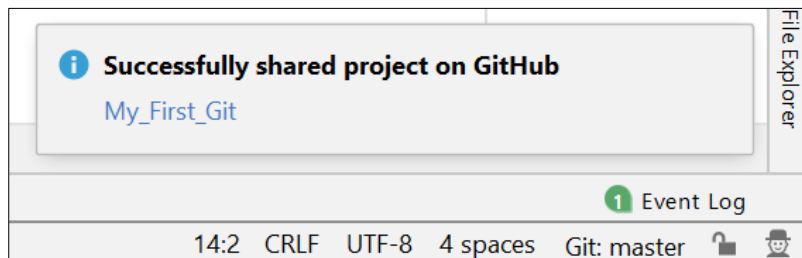 Successfully shared project on GitHub
My_First_Git
File Explorer
1 Event Log
14:2 CRLF UTF-8 4 spaces Git: master